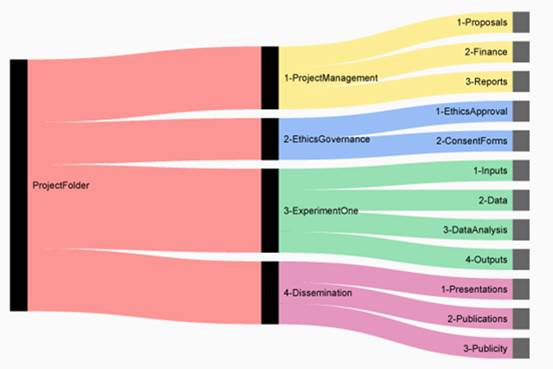 ProjectFolder
1-ProjectManagement
2-EthicsGovernance
3-ExperimentOne
4-Dissemination
1-Proposals
2-Finance
3-Reports
1-EthicsApproval
2-ConsentForms
1-Inputs
2-Data
3-DataAnalysis
4-Outputs
1-Presentations
2-Publications
3-Publicity